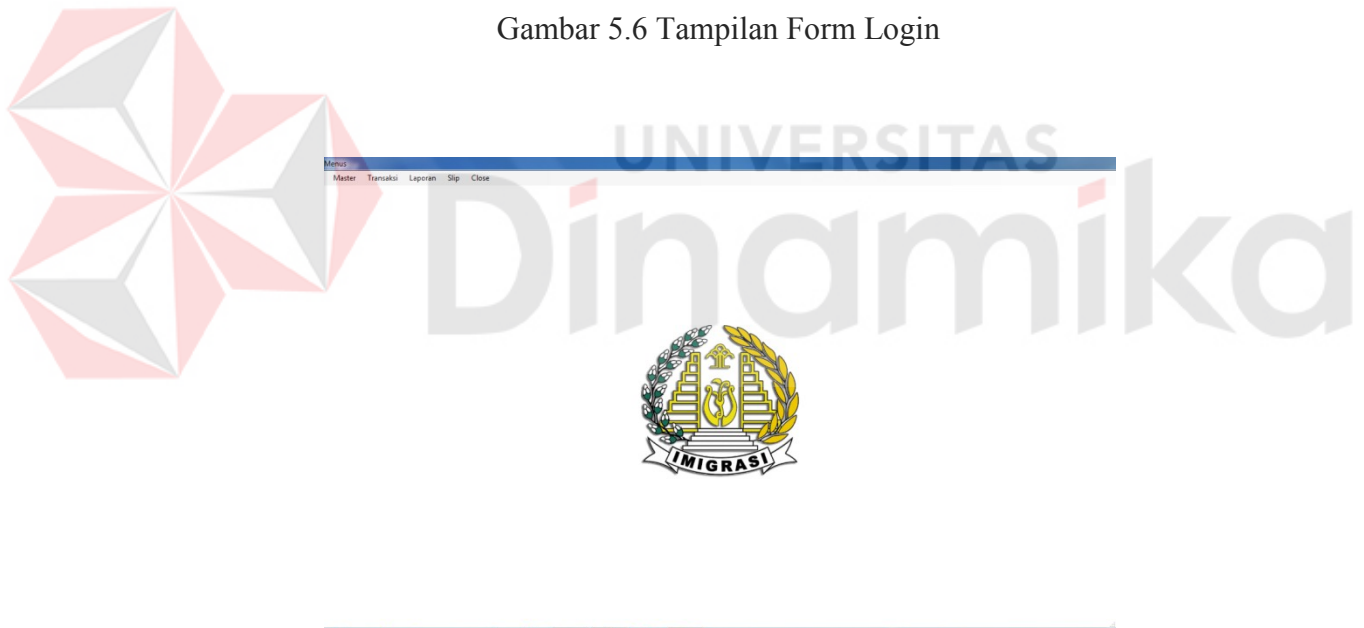 Gambar 5.6 Tampilan Form Login
UNIVERSITAS
Dinamika
Menus
Master Transaksi Laporan Slip Close
IMIGRASI